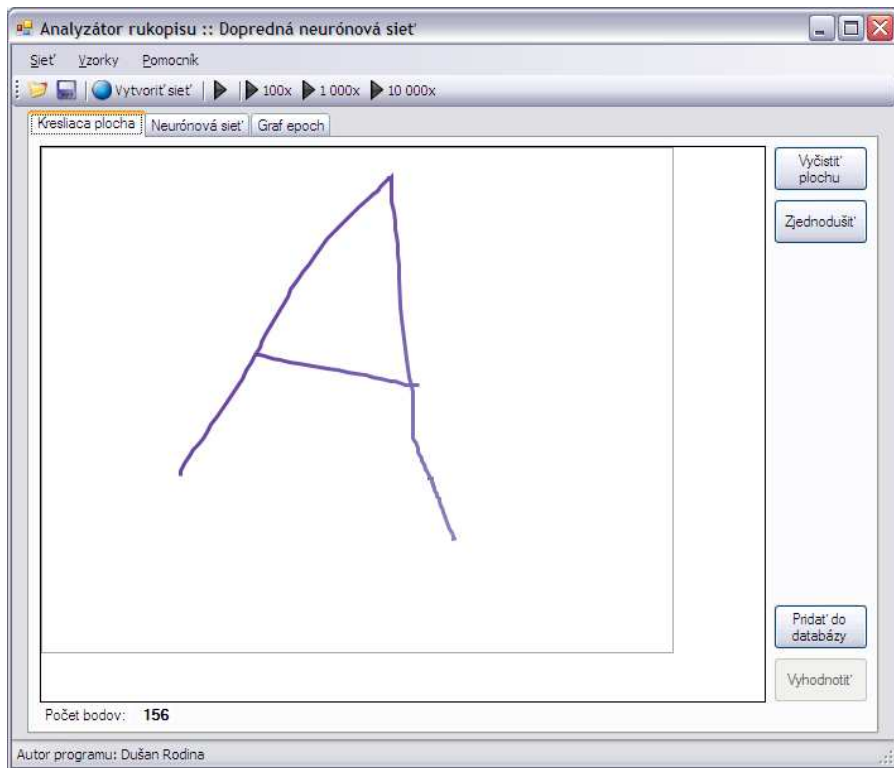 Analyzátor rukopisu :: Dopredná neurónová sieť
Sieť Vzorky Pomocník
Vytvoriť sieť 100x 1 000x 10 000x
Kresliaca plocha Neurónová sieť Graf epoch
A
Vyčistiť
plochu
Zjednodušiť
Pridať do
databázy
Vyhodnotiť
Počet bodov: 156
Autor programu: Dušan Rodina